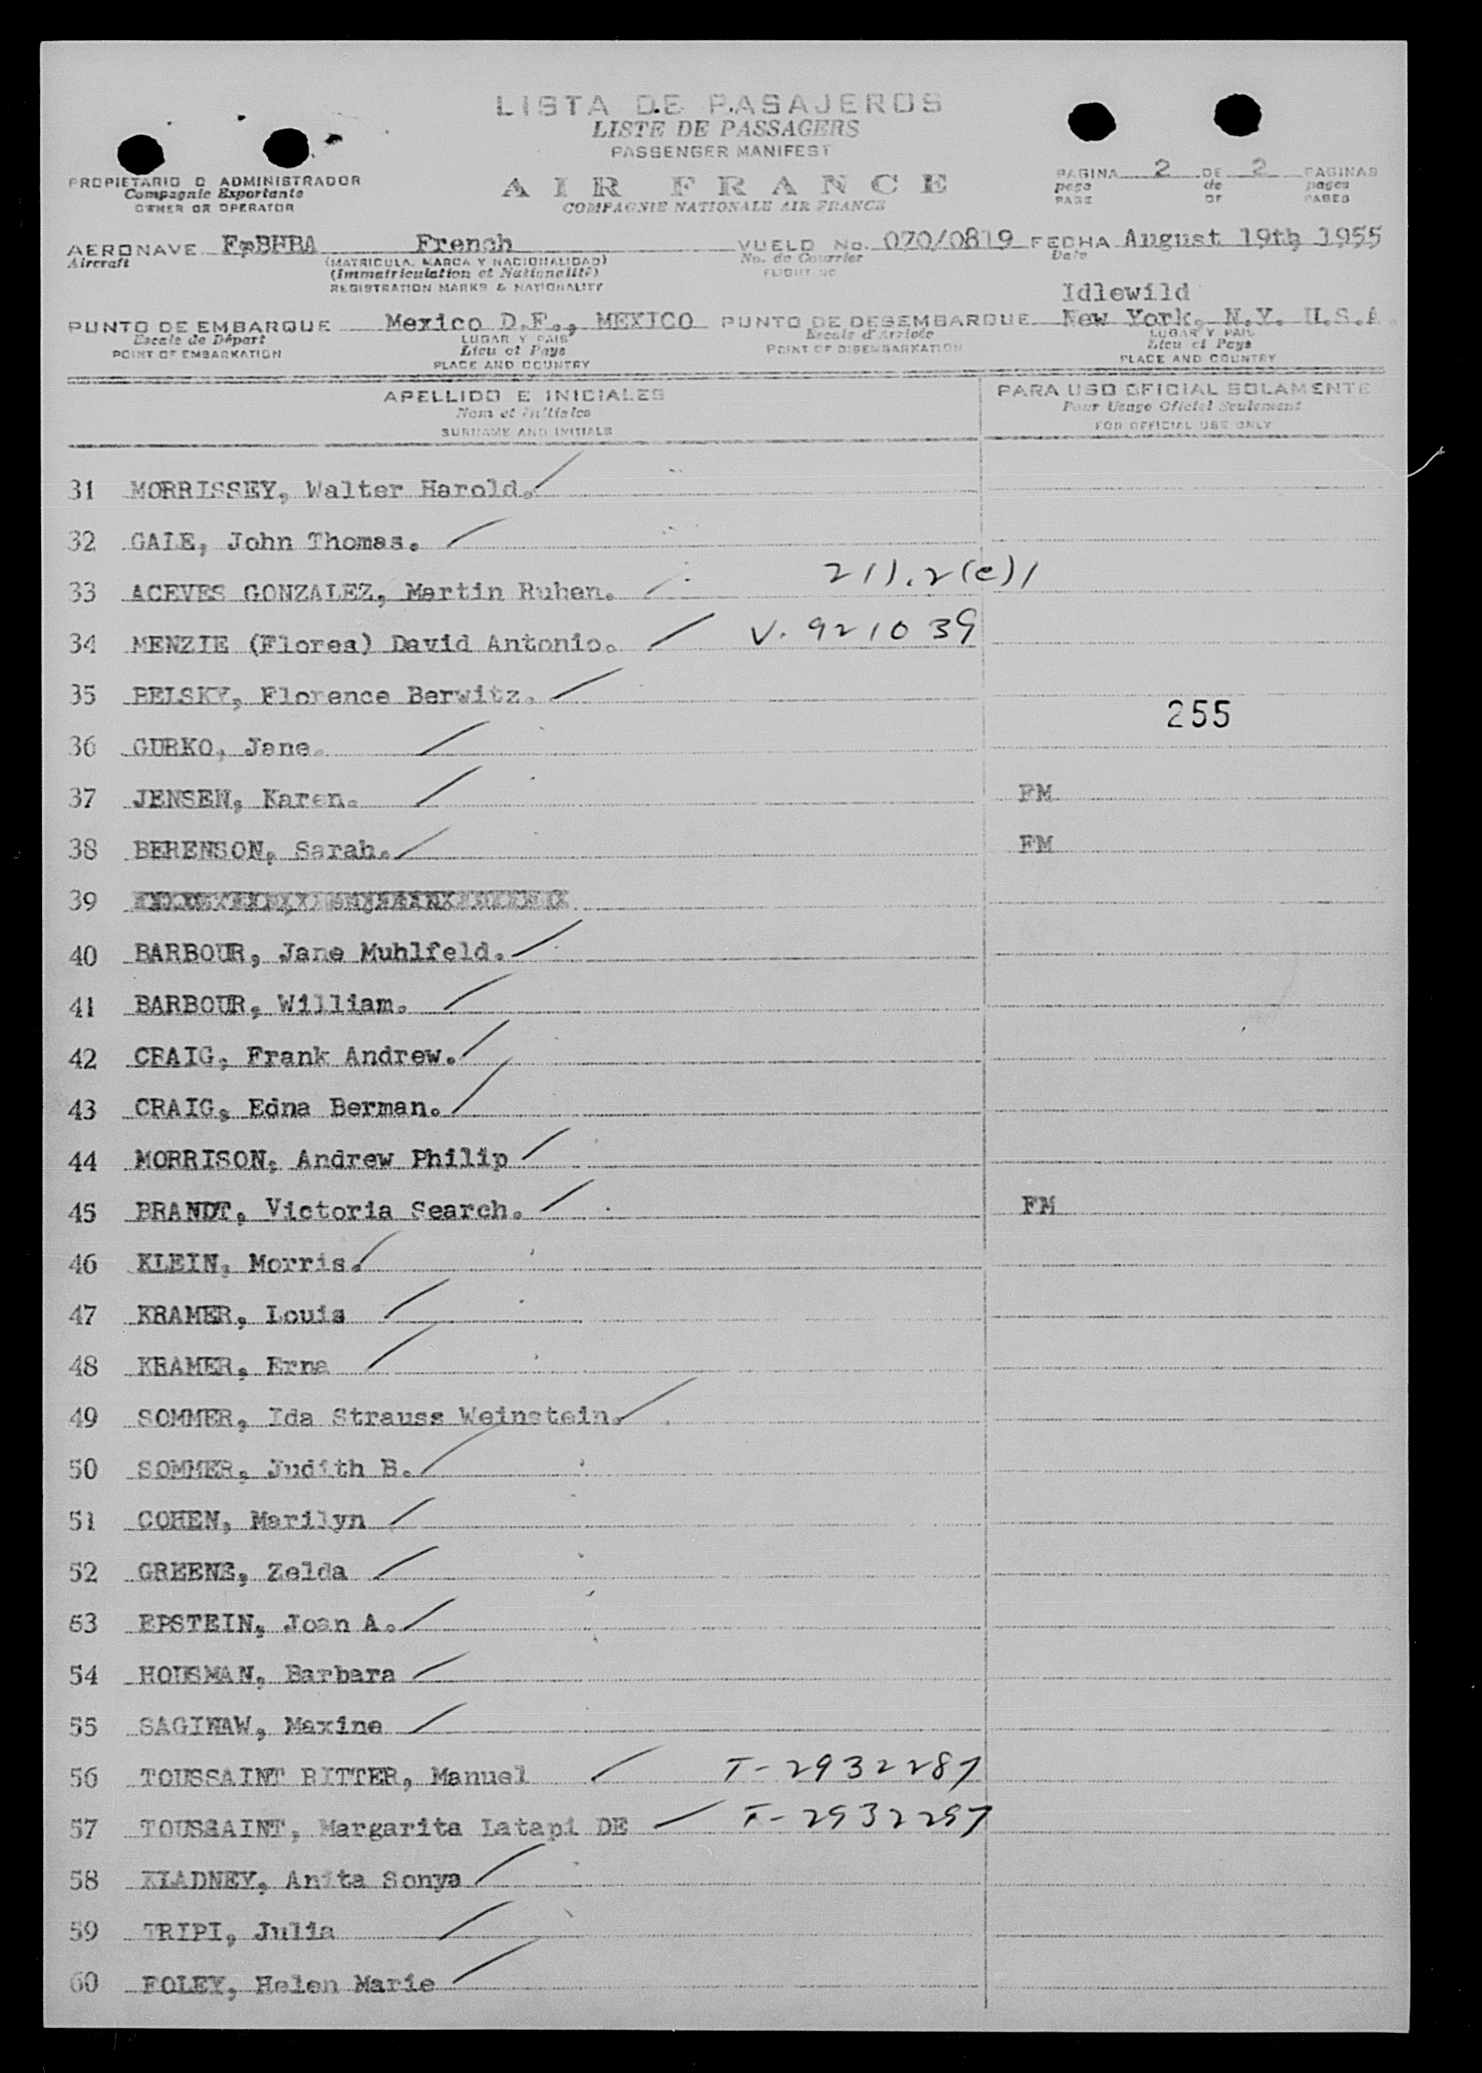 LISTA DE PASAJEROS
LISTE DE PASSAGERS
PASSENGER MANIFEST
AIR FRANCE
COMPAGNIE NATIONALE AIR FRANCE
PROPIETARIO O ADMINISTRADOR
Compagnie Exportante
OWNER OR OPERATOR
PAGINA 2 DE 2 PAGINAS
page de pages
PAGE OF PAGES
AERONAVE F-BHBA French VUELO No. 070/0819 FECHA August 19th 1955
Aircraft (MATRICULA, MARCA Y NACIONALIDAD) No. de Courrier Date
(Immatriculation et Nationalité) FLIGHT NO
REGISTRATION MARKS & NATIONALITY
Idlewild
PUNTO DE EMBARQUE Mexico D.F., MEXICO PUNTO DE DESEMBARQUE New York, N.Y. U.S.A.
Escale de Départ LUGAR Y PAIS Escale d'Arrivée LUGAR Y PAIS
POINT OF EMBARKATION Lieu et Pays POINT OF DISEMBARKATION Lieu et Pays
PLACE AND COUNTRY PLACE AND COUNTRY
APELLIDO E INICIALES PARA USO OFICIAL SOLAMENTE
Nom et Initiales Pour Usage Oficiel Seulement
SURNAME AND INITIALS FOR OFFICIAL USE ONLY
31 MORRISSEY, Walter Harold.
32 GALE, John Thomas.
33 ACEVES GONZALEZ, Martin Ruben. 211.2(e)1
34 MENZIE (Flores) David Antonio. V. 921039
35 BELSKY, Florence Berwitz.
255
36 GURKO, Jane.
37 JENSEN, Karen. FM
38 BERENSON, Sarah. FM
39
40 BARBOUR, Jane Muhlfeld.
41 BARBOUR, William.
42 CRAIG, Frank Andrew.
43 CRAIG, Edna Berman.
44 MORRISON, Andrew Philip
45 BRANDT, Victoria Search. FM
46 KLEIN, Morris.
47 KRAMER, Louis
48 KRAMER, Erna
49 SOMMER, Ida Strauss Weinstein.
50 SOMMER, Judith B.
51 COHEN, Marilyn
52 GREENE, Zelda
53 EPSTEIN, Joan A.
54 HOUSMAN, Barbara
55 SAGINAW, Maxine
56 TOUSSAINT RITTER, Manuel T-2932287
57 TOUSSAINT, Margarita Latapi DE T-2932297
58 KLADNEY, Anita Sonya
59 TRIPI, Julia
60 FOLEY, Helen Marie